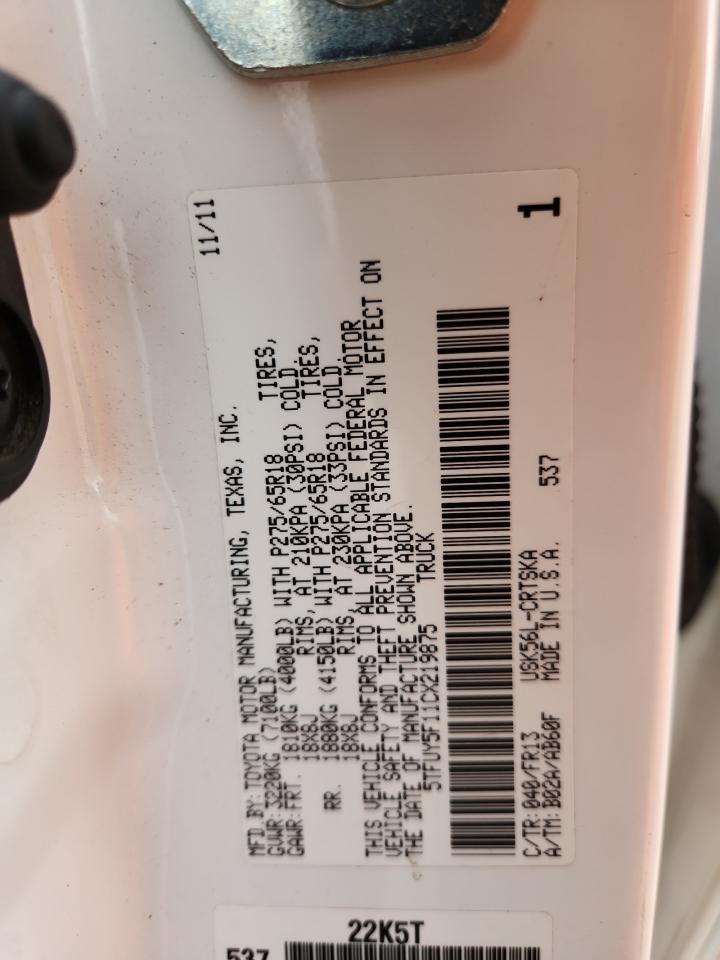 MFD.BY:TOYOTA MOTOR MANUFACTURING, TEXAS, INC. 11/11
GVWR:3220KG (7100LB)
GAWR:FRT. 1810KG (4000LB) WITH P275/65R18 TIRES,
18X8J RIMS, AT 210KPA (30PSI) COLD.
RR. 1880KG (4150LB) WITH P275/65R18 TIRES,
18X8J RIMS, AT 230KPA (33PSI) COLD.
THIS VEHICLE CONFORMS TO ALL APPLICABLE FEDERAL MOTOR
VEHICLE SAFETY AND THEFT PREVENTION STANDARDS IN EFFECT ON
THE DATE OF MANUFACTURE SHOWN ABOVE.
5TFUY5F11CX219875 TRUCK
C/TR:040/FR13 USK56L-CRTSKA
A/TM:B02A/AB60F MADE IN U.S.A. 537 1
22K5T
537